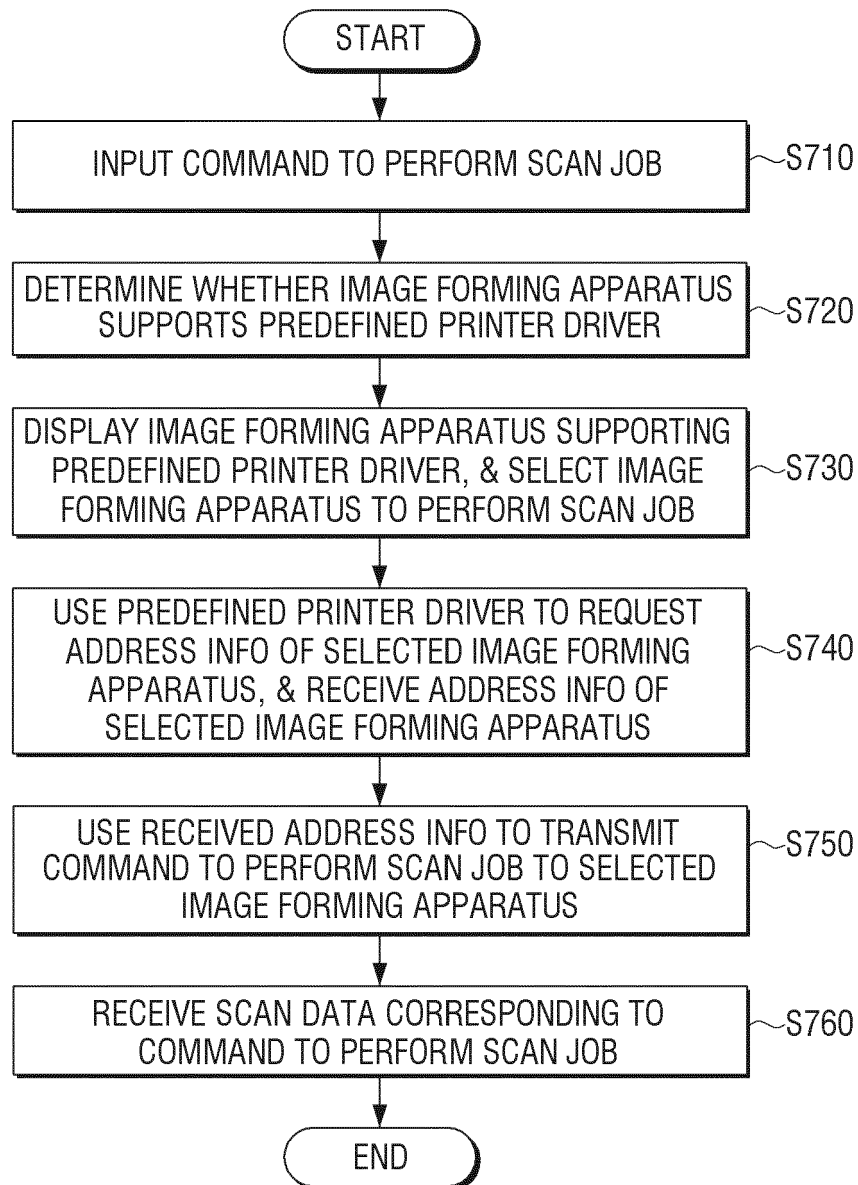 START
INPUT COMMAND TO PERFORM SCAN JOB
S710
DETERMINE WHETHER IMAGE FORMING APPARATUS
SUPPORTS PREDEFINED PRINTER DRIVER
S720
DISPLAY IMAGE FORMING APPARATUS SUPPORTING
PREDEFINED PRINTER DRIVER, & SELECT IMAGE
FORMING APPARATUS TO PERFORM SCAN JOB
S730
USE PREDEFINED PRINTER DRIVER TO REQUEST
ADDRESS INFO OF SELECTED IMAGE FORMING
APPARATUS, & RECEIVE ADDRESS INFO OF
SELECTED IMAGE FORMING APPARATUS
S740
USE RECEIVED ADDRESS INFO TO TRANSMIT
COMMAND TO PERFORM SCAN JOB TO SELECTED
IMAGE FORMING APPARATUS
S750
RECEIVE SCAN DATA CORRESPONDING TO
COMMAND TO PERFORM SCAN JOB
S760
END